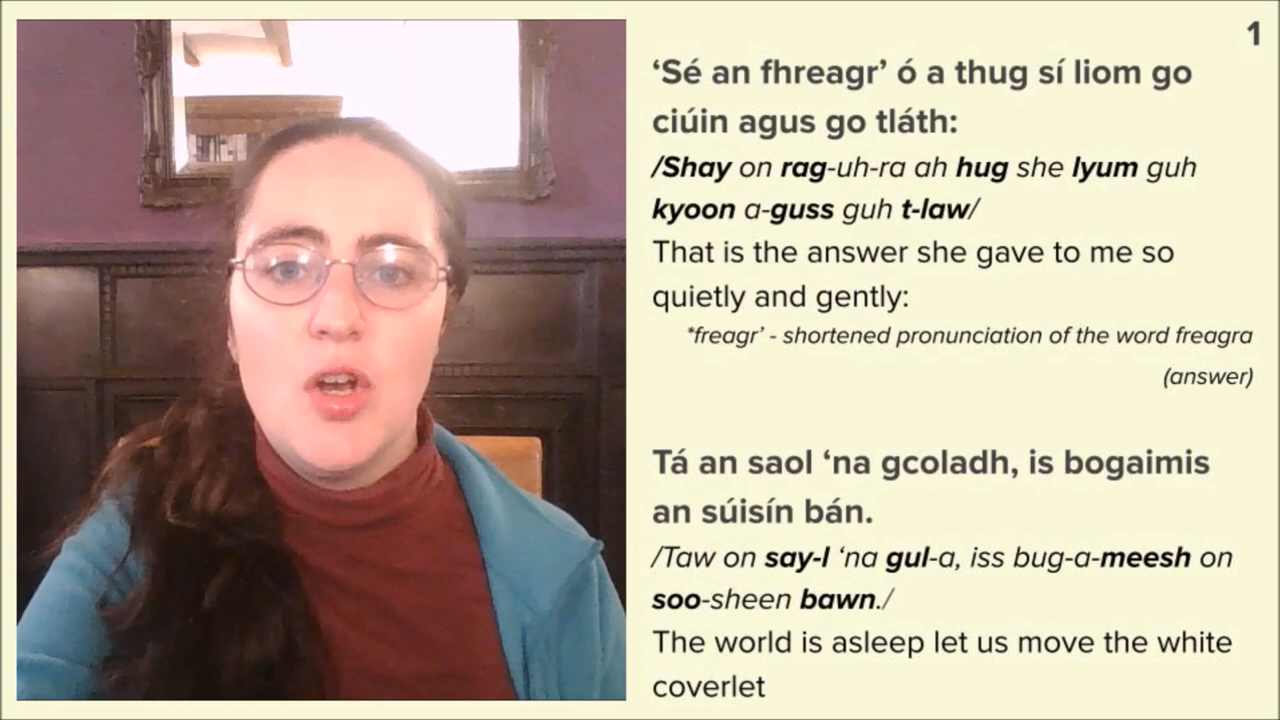 1
‘Sé an fhreagr’ ó a thug sí liom go
ciúin agus go tláth:
/Shay on rag-uh-ra ah hug she lyum guh
kyoon a-guss guh t-law/
That is the answer she gave to me so
quietly and gently:
*freagr’ - shortened pronunciation of the word freagra
(answer)
Tá an saol ‘na gcoladh, is bogaimis
an súisín bán.
/Taw on say-l ‘na gul-a, iss bug-a-meesh on
soo-sheen bawn./
The world is asleep let us move the white
coverlet